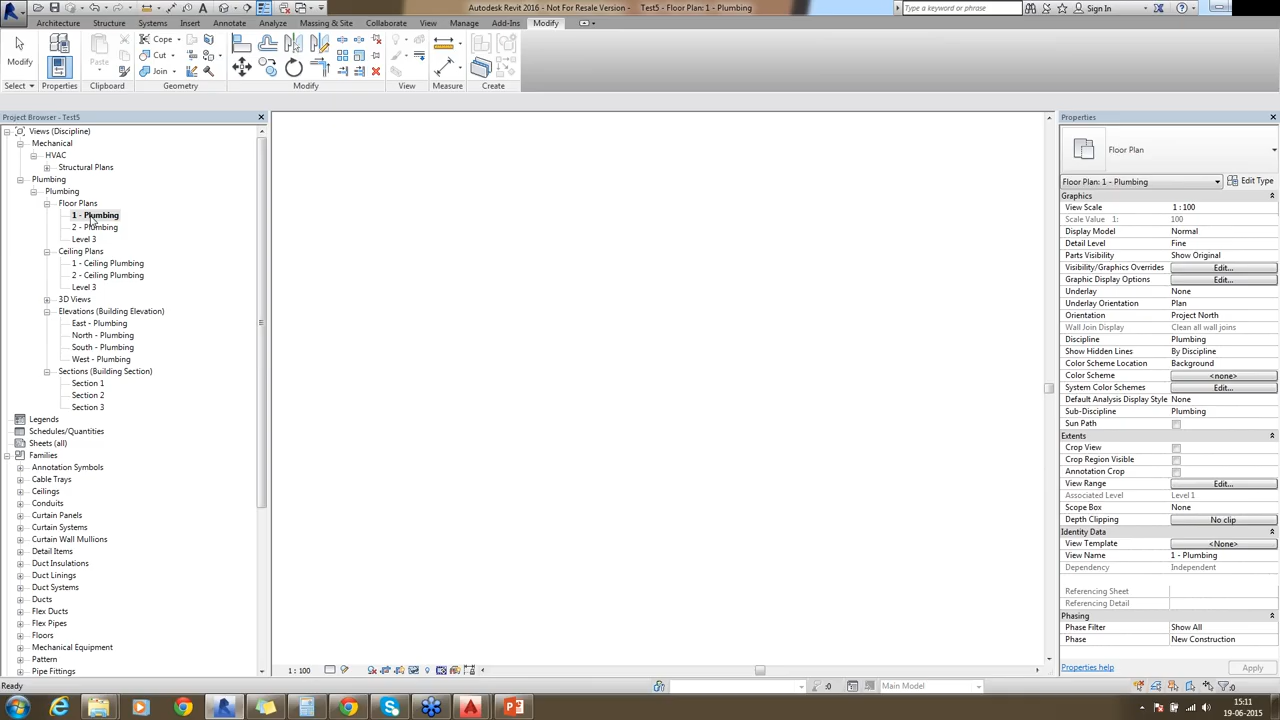 Autodesk Revit 2016 - Not For Resale Version - Test5 - Floor Plan: 1 - Plumbing
Type a keyword or phrase
Sign In
Architecture Structure Systems Insert Annotate Analyze Massing & Site Collaborate View Manage Add-Ins Modify
Modify
Paste
Cope
Cut
Join
Select Properties Clipboard Geometry Modify View Measure Create
Project Browser - Test5
Views (Discipline)
Mechanical
HVAC
Structural Plans
Plumbing
Plumbing
Floor Plans
1 - Plumbing
2 - Plumbing
Level 3
Ceiling Plans
1 - Ceiling Plumbing
2 - Ceiling Plumbing
Level 3
3D Views
Elevations (Building Elevation)
East - Plumbing
North - Plumbing
South - Plumbing
West - Plumbing
Sections (Building Section)
Section 1
Section 2
Section 3
Legends
Schedules/Quantities
Sheets (all)
Families
Annotation Symbols
Cable Trays
Ceilings
Conduits
Curtain Panels
Curtain Systems
Curtain Wall Mullions
Detail Items
Duct Insulations
Duct Linings
Duct Systems
Ducts
Flex Ducts
Flex Pipes
Floors
Mechanical Equipment
Pattern
Pipe Fittings
Properties
Floor Plan
Floor Plan: 1 - Plumbing Edit Type
Graphics
View Scale 1 : 100
Scale Value 1: 100
Display Model Normal
Detail Level Fine
Parts Visibility Show Original
Visibility/Graphics Overrides Edit...
Graphic Display Options Edit...
Underlay None
Underlay Orientation Plan
Orientation Project North
Wall Join Display Clean all wall joins
Discipline Plumbing
Show Hidden Lines By Discipline
Color Scheme Location Background
Color Scheme <none>
System Color Schemes Edit...
Default Analysis Display Style None
Sub-Discipline Plumbing
Sun Path
Extents
Crop View
Crop Region Visible
Annotation Crop
View Range Edit...
Associated Level Level 1
Scope Box None
Depth Clipping No clip
Identity Data
View Template <None>
View Name 1 - Plumbing
Dependency Independent
Referencing Sheet
Referencing Detail
Phasing
Phase Filter Show All
Phase New Construction
Properties help Apply
1 : 100
Ready
:0
Main Model
:0
15:11
19-06-2015